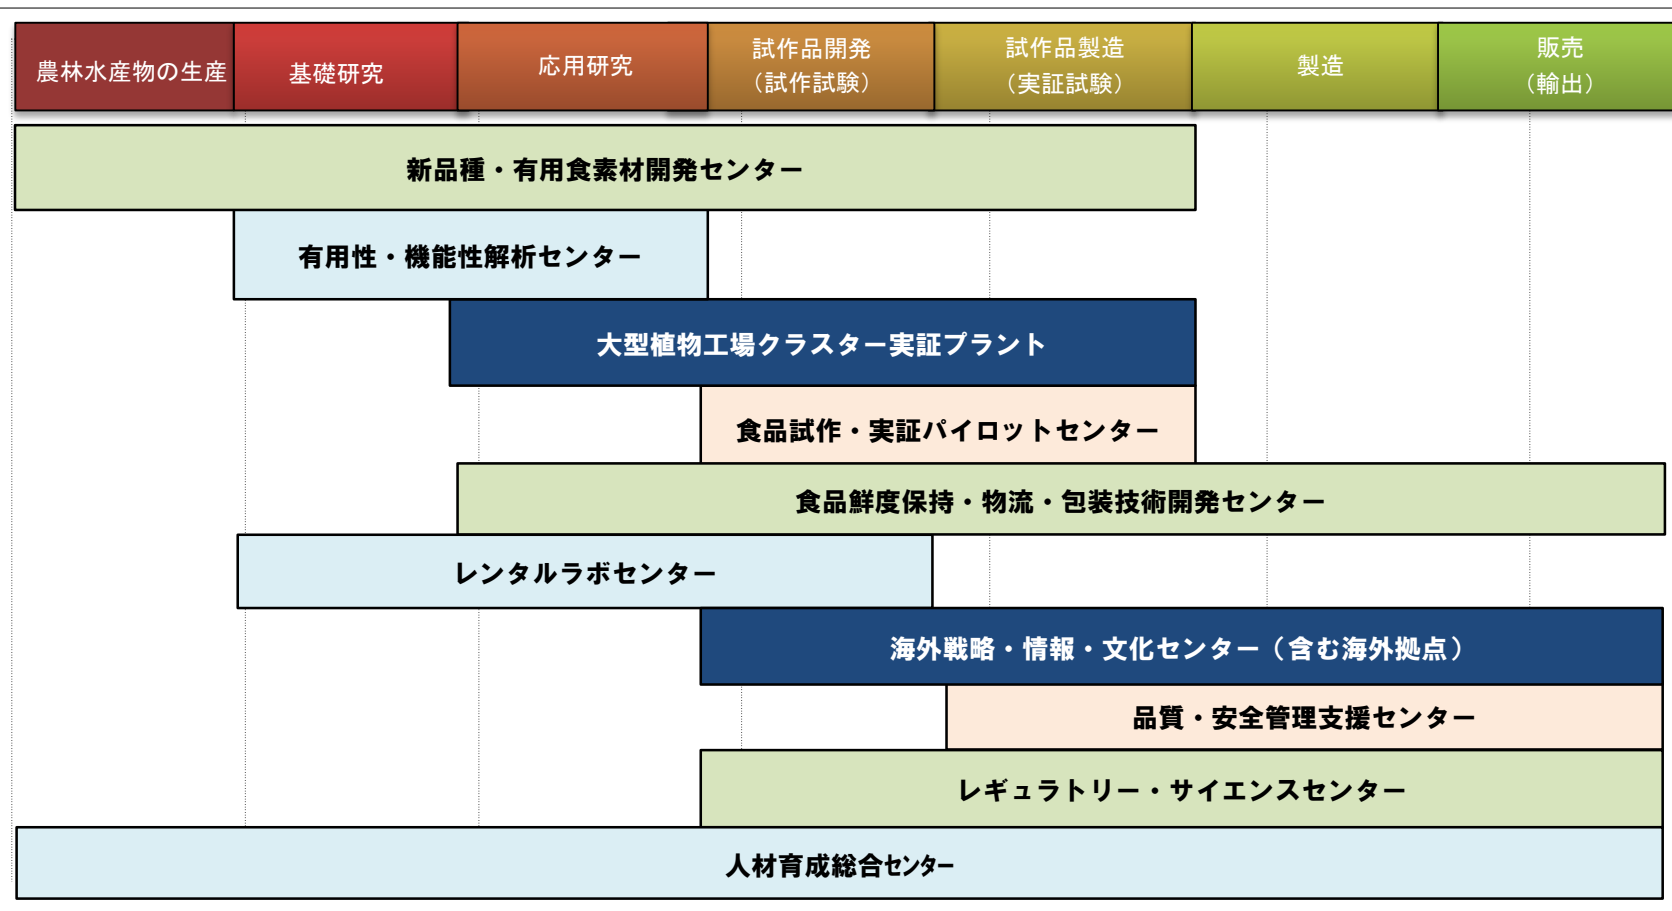 農林水産物の生産
基礎研究
応用研究
試作品開発
（試作試験）
試作品製造
（実証試験）
製造
販売
（輸出）
新品種・有用食素材開発センター
有用性・機能性解析センター
大型植物工場クラスター実証プラント
食品試作・実証パイロットセンター
食品鮮度保持・物流・包装技術開発センター
レンタルラボセンター
海外戦略・情報・文化センター（含む海外拠点）
品質・安全管理支援センター
レギュラトリー・サイエンスセンター
人材育成総合センター